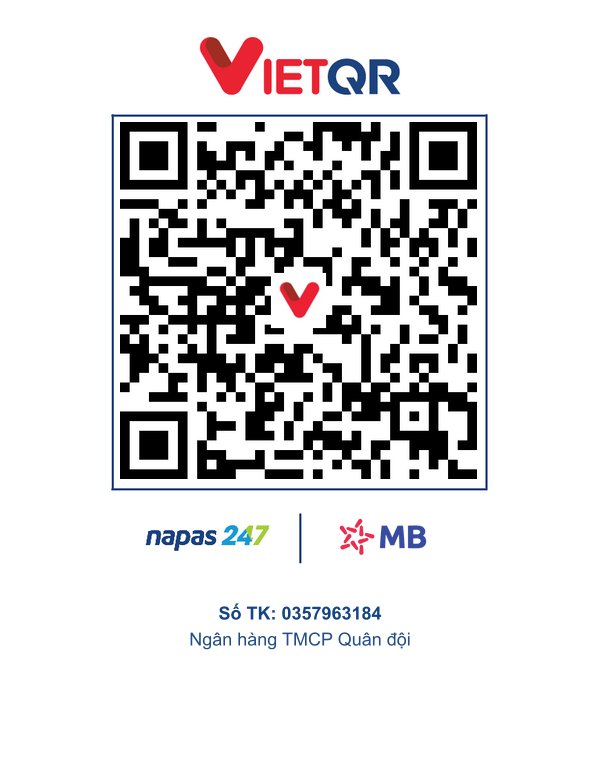 VIETQR
napas 247
MB
Số TK: 0357963184
Ngân hàng TMCP Quân đội